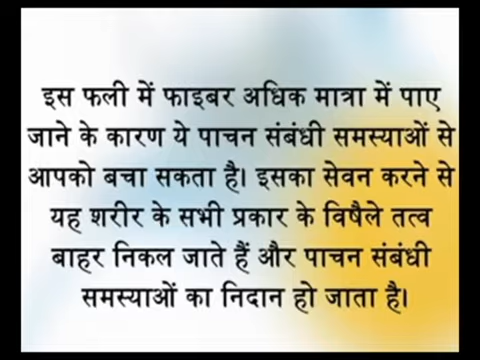 इस फली में फाइबर अधिक मात्रा में पाए
जाने के कारण ये पाचन संबंधी समस्याओं से
आपको बचा सकता है। इसका सेवन करने से
यह शरीर के सभी प्रकार के विषैले तत्व
बाहर निकल जाते हैं और पाचन संबंधी
समस्याओं का निदान हो जाता है।